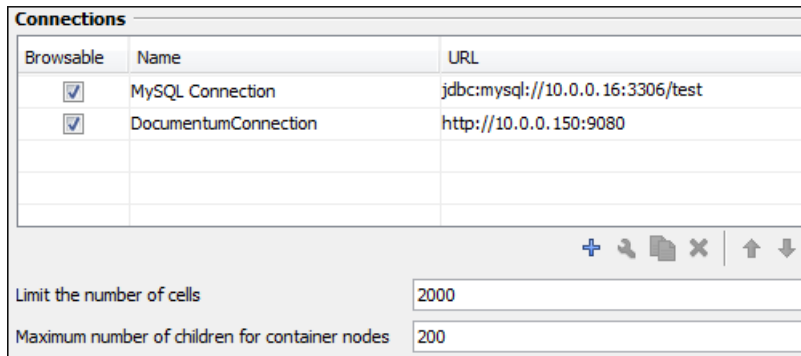 Connections
Browsable Name URL
MySQL Connection jdbc:mysql://10.0.0.16:3306/test
DocumentumConnection http://10.0.0.150:9080
Limit the number of cells 2000
Maximum number of children for container nodes 200